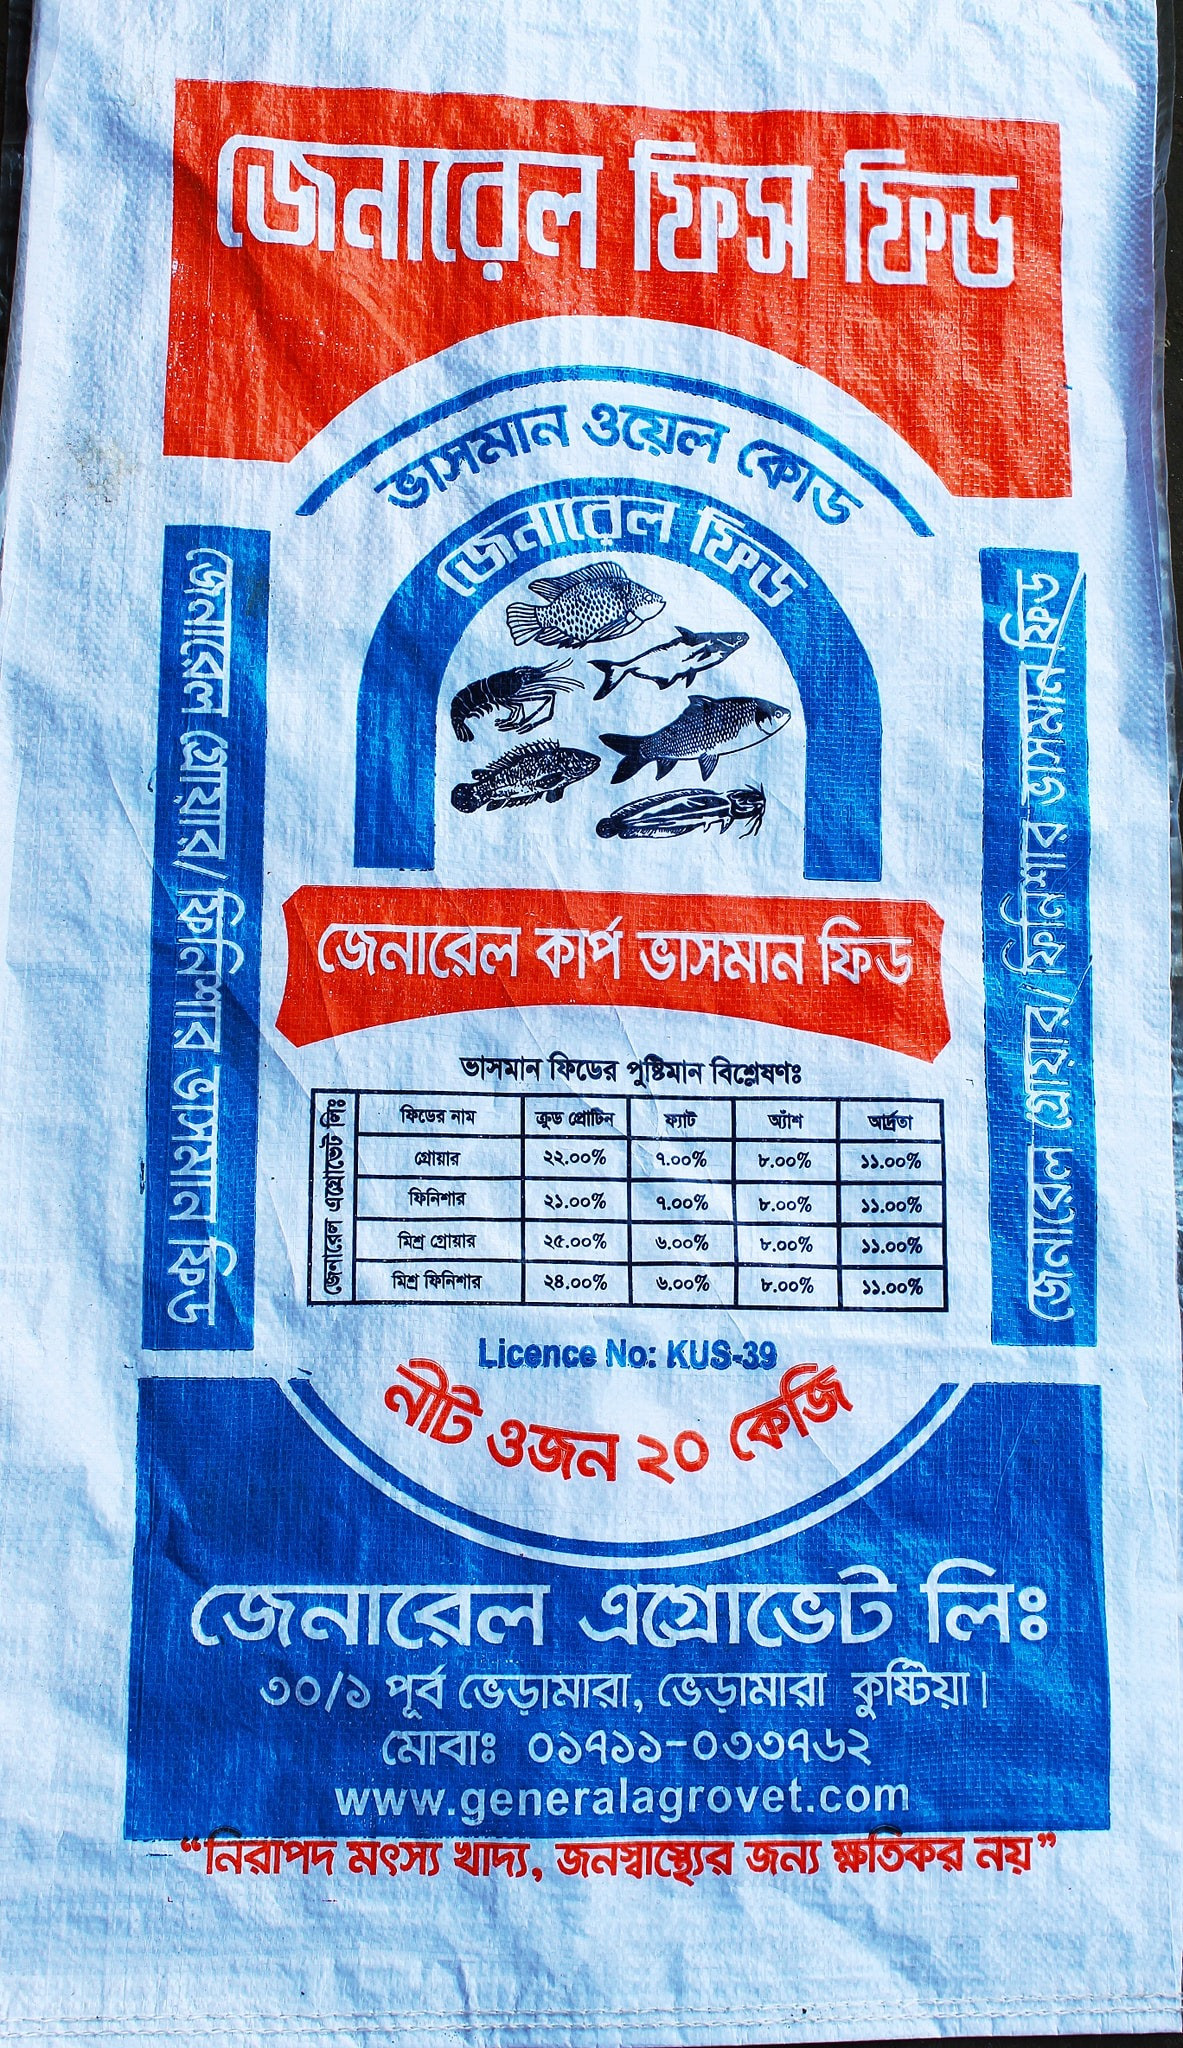 জেনারেল ফিস ফিড
ভাসমান ওয়েল কোড
জেনারেল ফিড
জেনারেল গ্রোয়ার/ ফিনিশার ভাসমান ফিড
জেনারেল গ্রোয়ার/ ফিনিশার ভাসমান ফিড
জেনারেল কার্প ভাসমান ফিড
ভাসমান ফিডের পুষ্টিমান বিশ্লেষণঃ
জেনারেল এগ্রোভেট লিঃ
ফিডের নাম ক্রুড প্রোটিন ফ্যাট অ্যাঁশ আর্দ্রতা
গ্রোয়ার ২২.০০% ৭.০০% ৮.০০% ১১.০০%
ফিনিশার ২১.০০% ৭.০০% ৮.০০% ১১.০০%
মিশ্র গ্রোয়ার ২৫.০০% ৬.০০% ৮.০০% ১১.০০%
মিশ্র ফিনিশার ২৪.০০% ৬.০০% ৮.০০% ১১.০০%
Licence No: KUS-39
নীট ওজন ২০ কেজি
জেনারেল এগ্রোভেট লিঃ
৩০/১ পূর্ব ভেড়ামারা, ভেড়ামারা কুষ্টিয়া।
মোবাঃ ০১৭১১-০৩৩৭৬২
www.generalagrovet.com
“নিরাপদ মৎস্য খাদ্য, জনস্বাস্থ্যের জন্য ক্ষতিকর নয়”